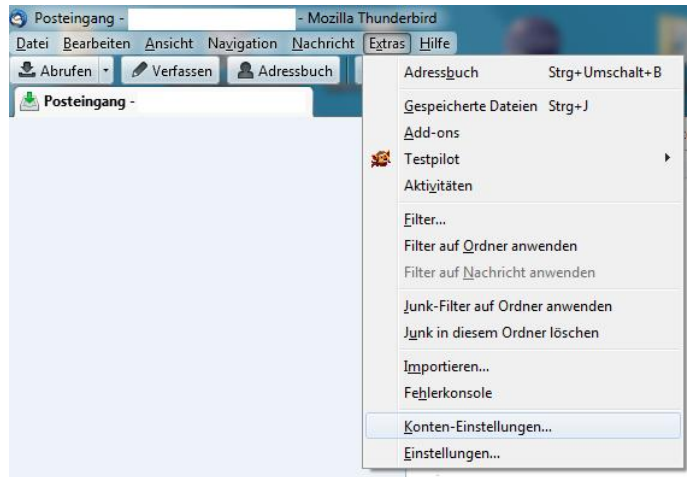 Posteingang - - Mozilla Thunderbird
Datei Bearbeiten Ansicht Navigation Nachricht Extras Hilfe
Abrufen Verfassen Adressbuch
Posteingang -
Adressbuch Strg+Umschalt+B
Gespeicherte Dateien Strg+J
Add-ons
Testpilot
Aktivitäten
Filter...
Filter auf Ordner anwenden
Filter auf Nachricht anwenden
Junk-Filter auf Ordner anwenden
Junk in diesem Ordner löschen
Importieren...
Fehlerkonsole
Konten-Einstellungen...
Einstellungen...